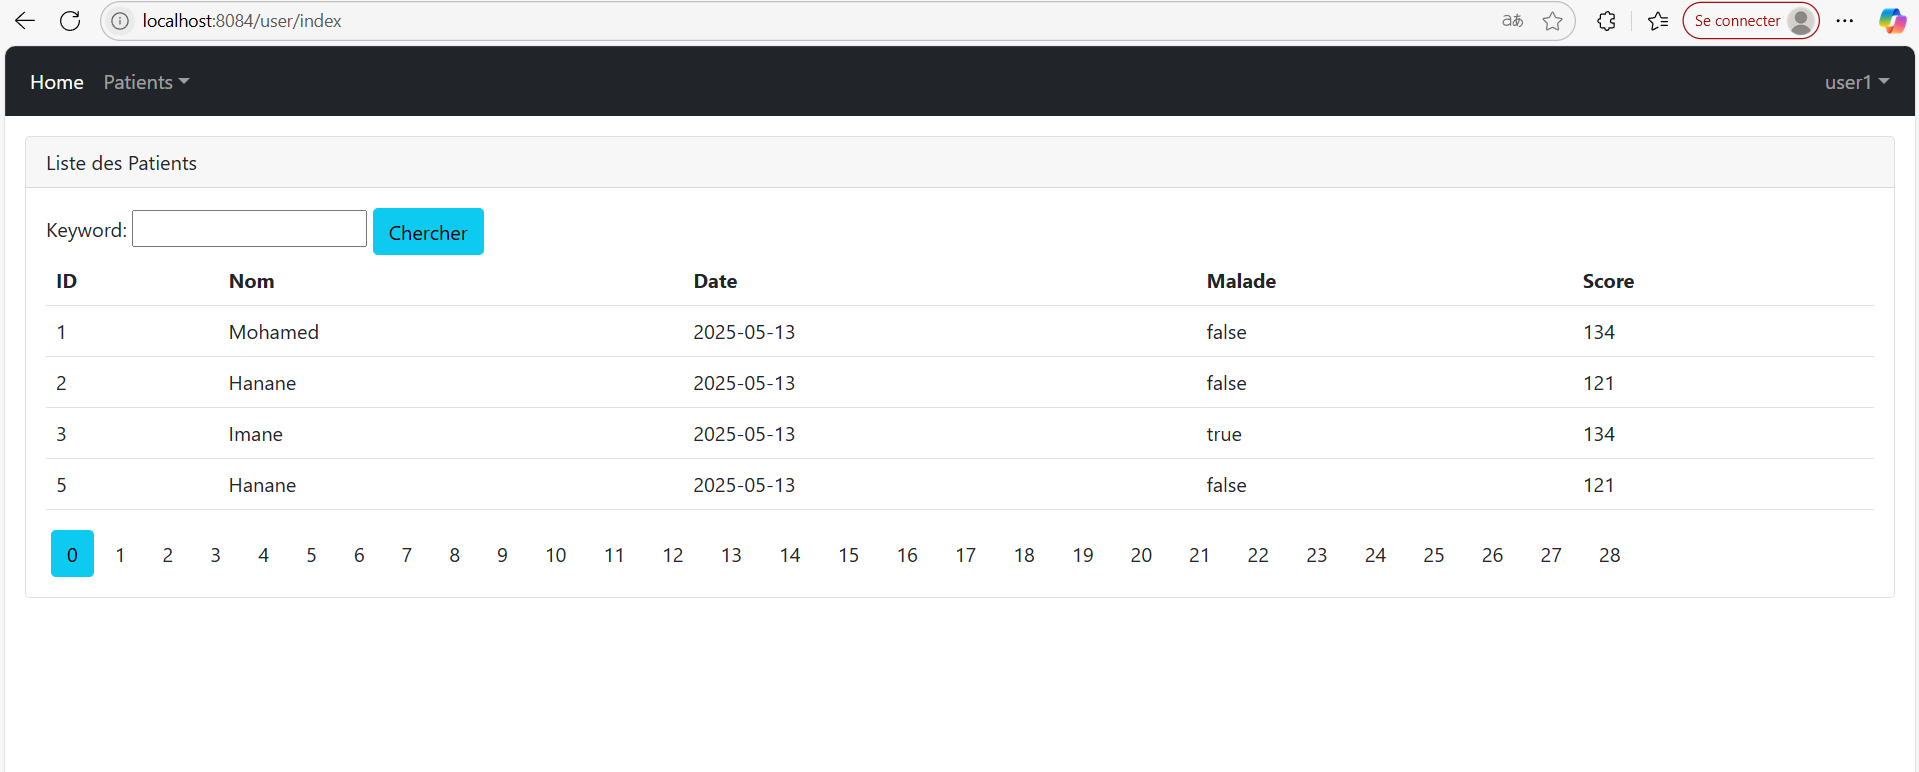 localhost:8084/user/index aあ Se connecter
Home Patients user1
Liste des Patients
Keyword: Chercher
ID Nom Date Malade Score
1 Mohamed 2025-05-13 false 134
2 Hanane 2025-05-13 false 121
3 Imane 2025-05-13 true 134
5 Hanane 2025-05-13 false 121
0 1 2 3 4 5 6 7 8 9 10 11 12 13 14 15 16 17 18 19 20 21 22 23 24 25 26 27 28